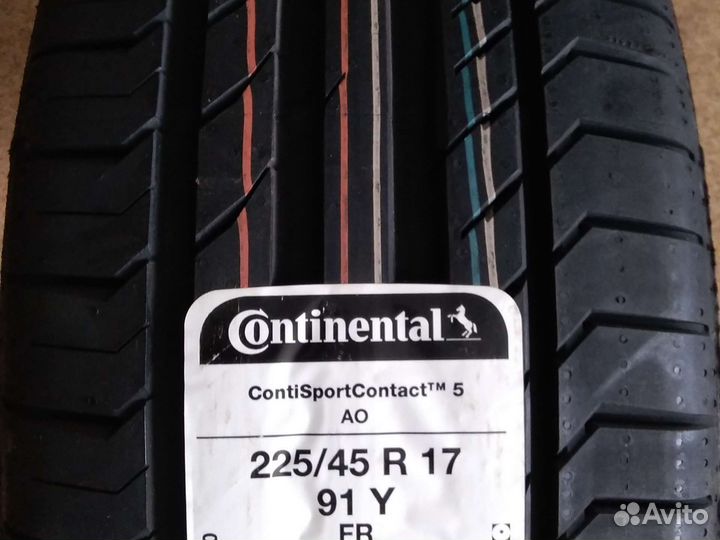 Continental
ContiSportContact™ 5
AO
225/45 R 17
91 Y
FR
Avito